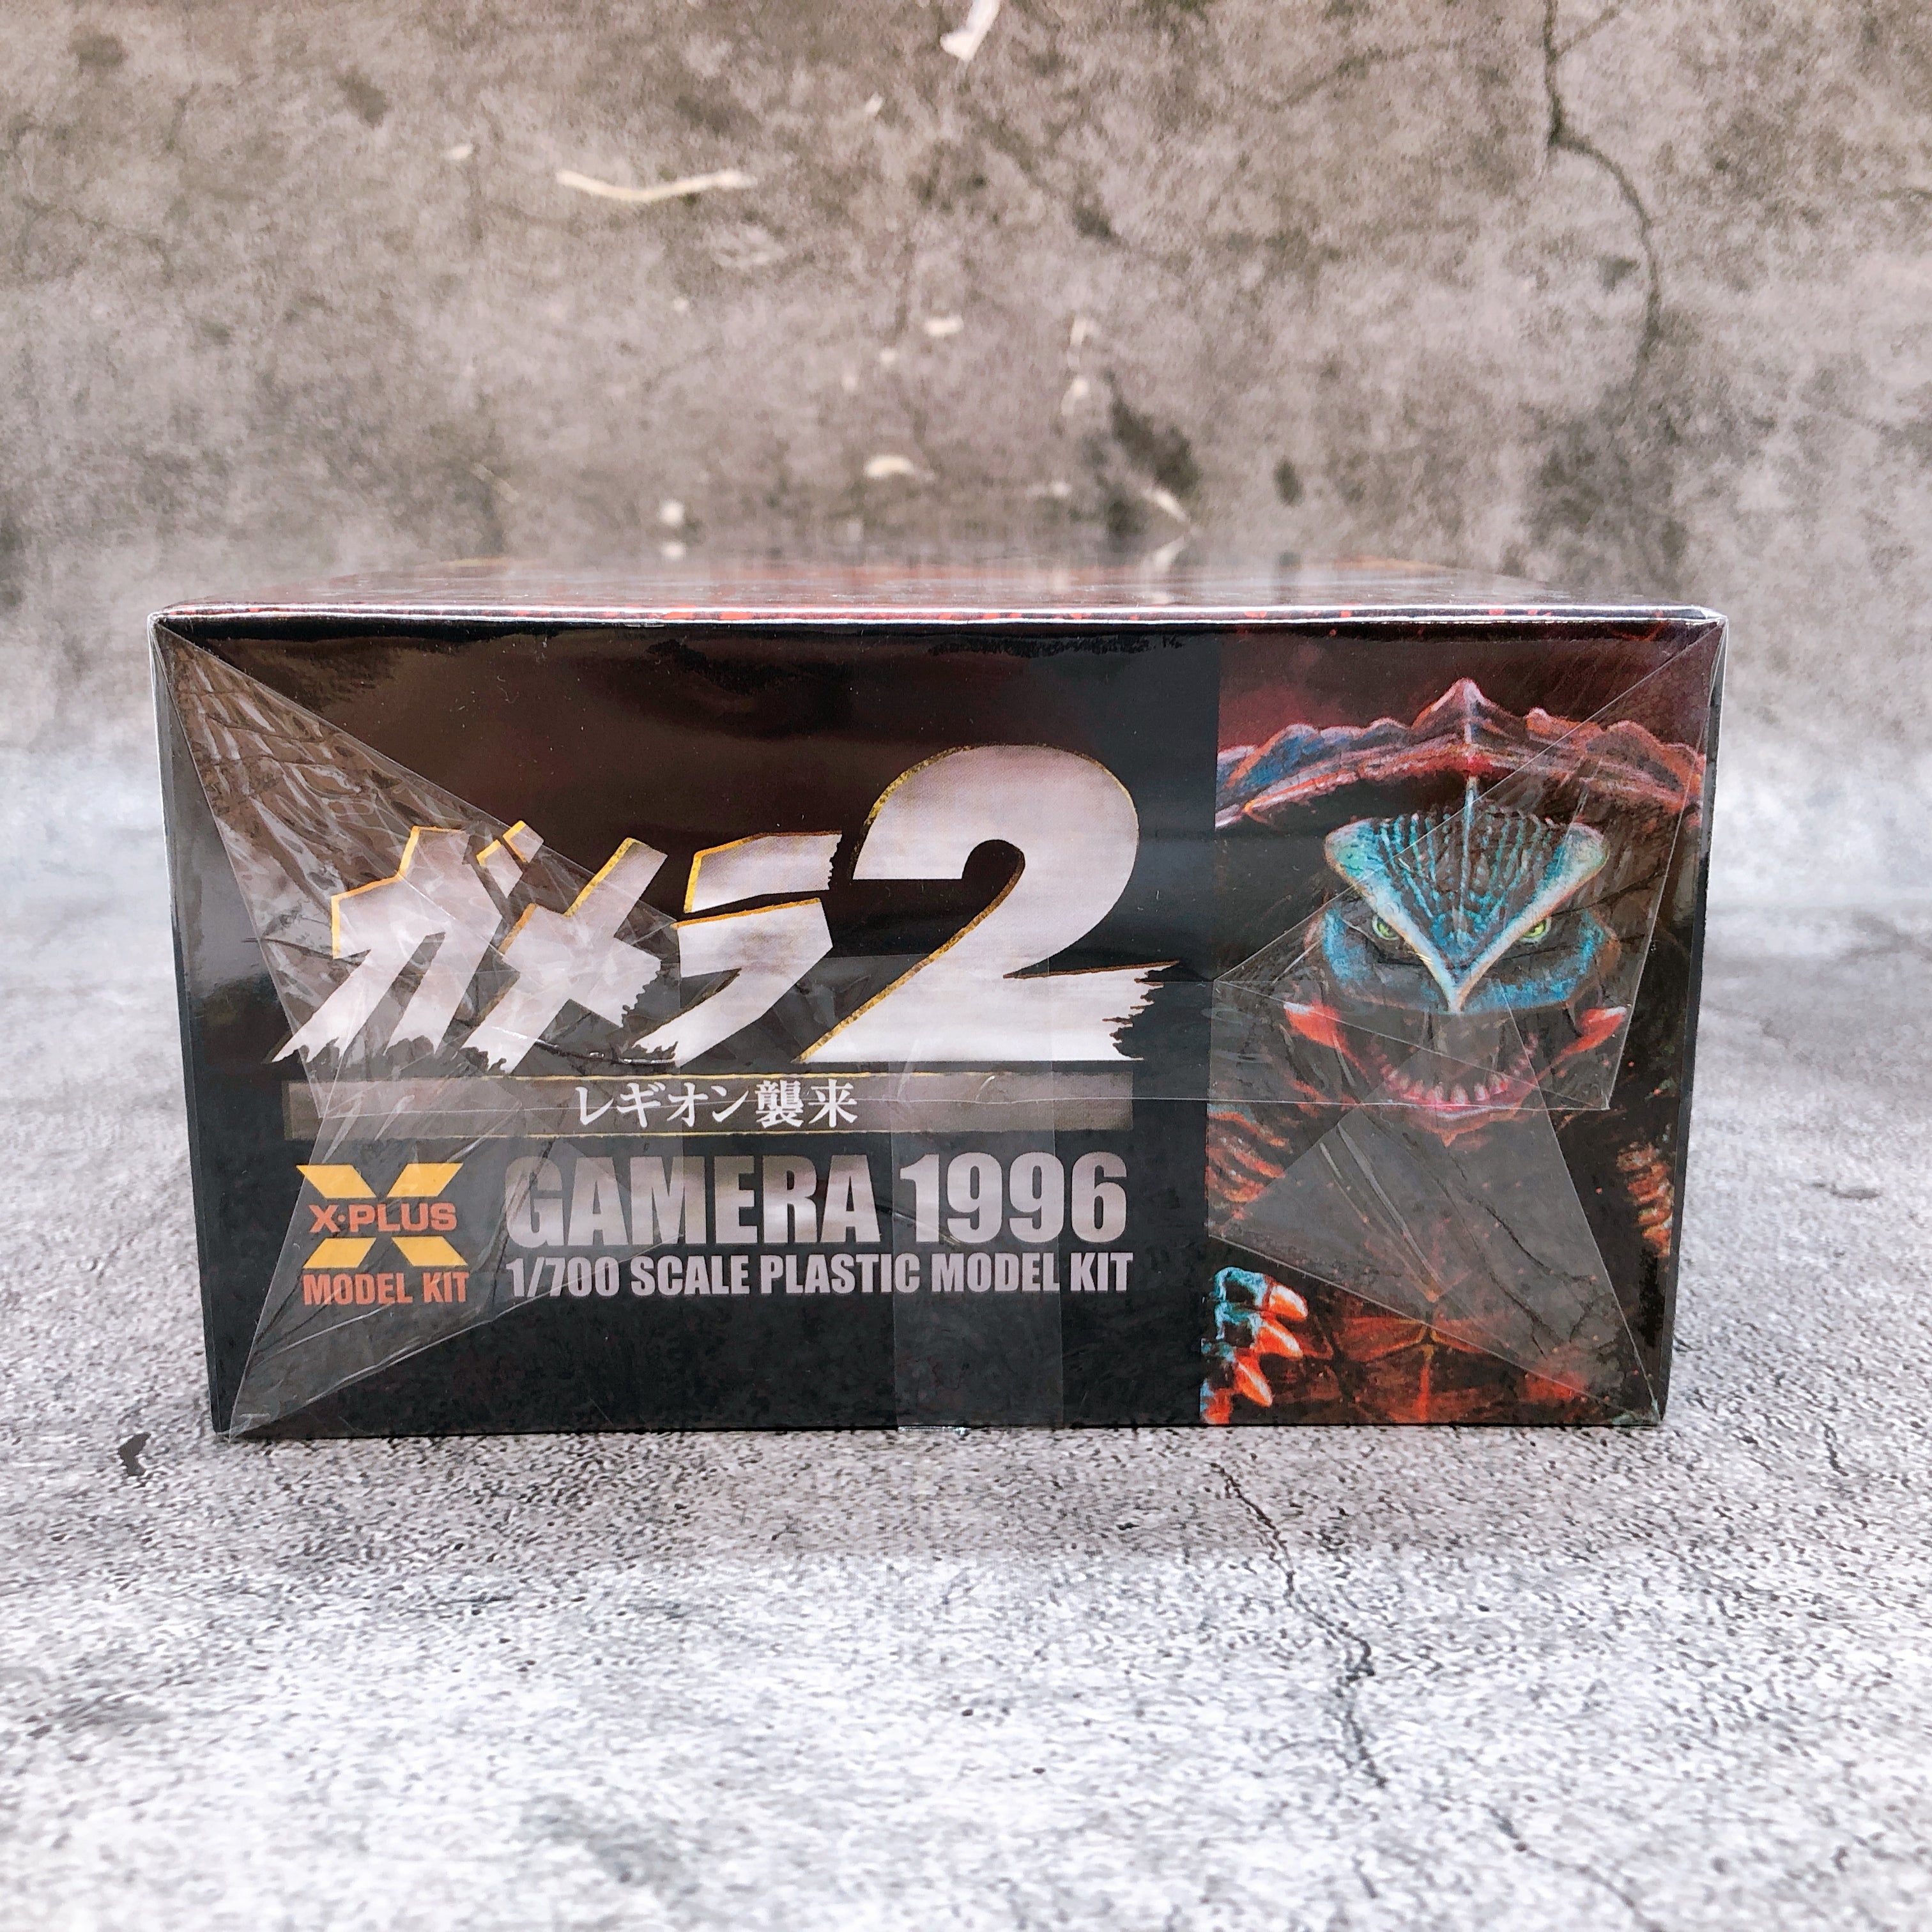 ガメラ2
レギオン襲来
X·PLUS
MODEL KIT
GAMERA 1996
1/700 SCALE PLASTIC MODEL KIT